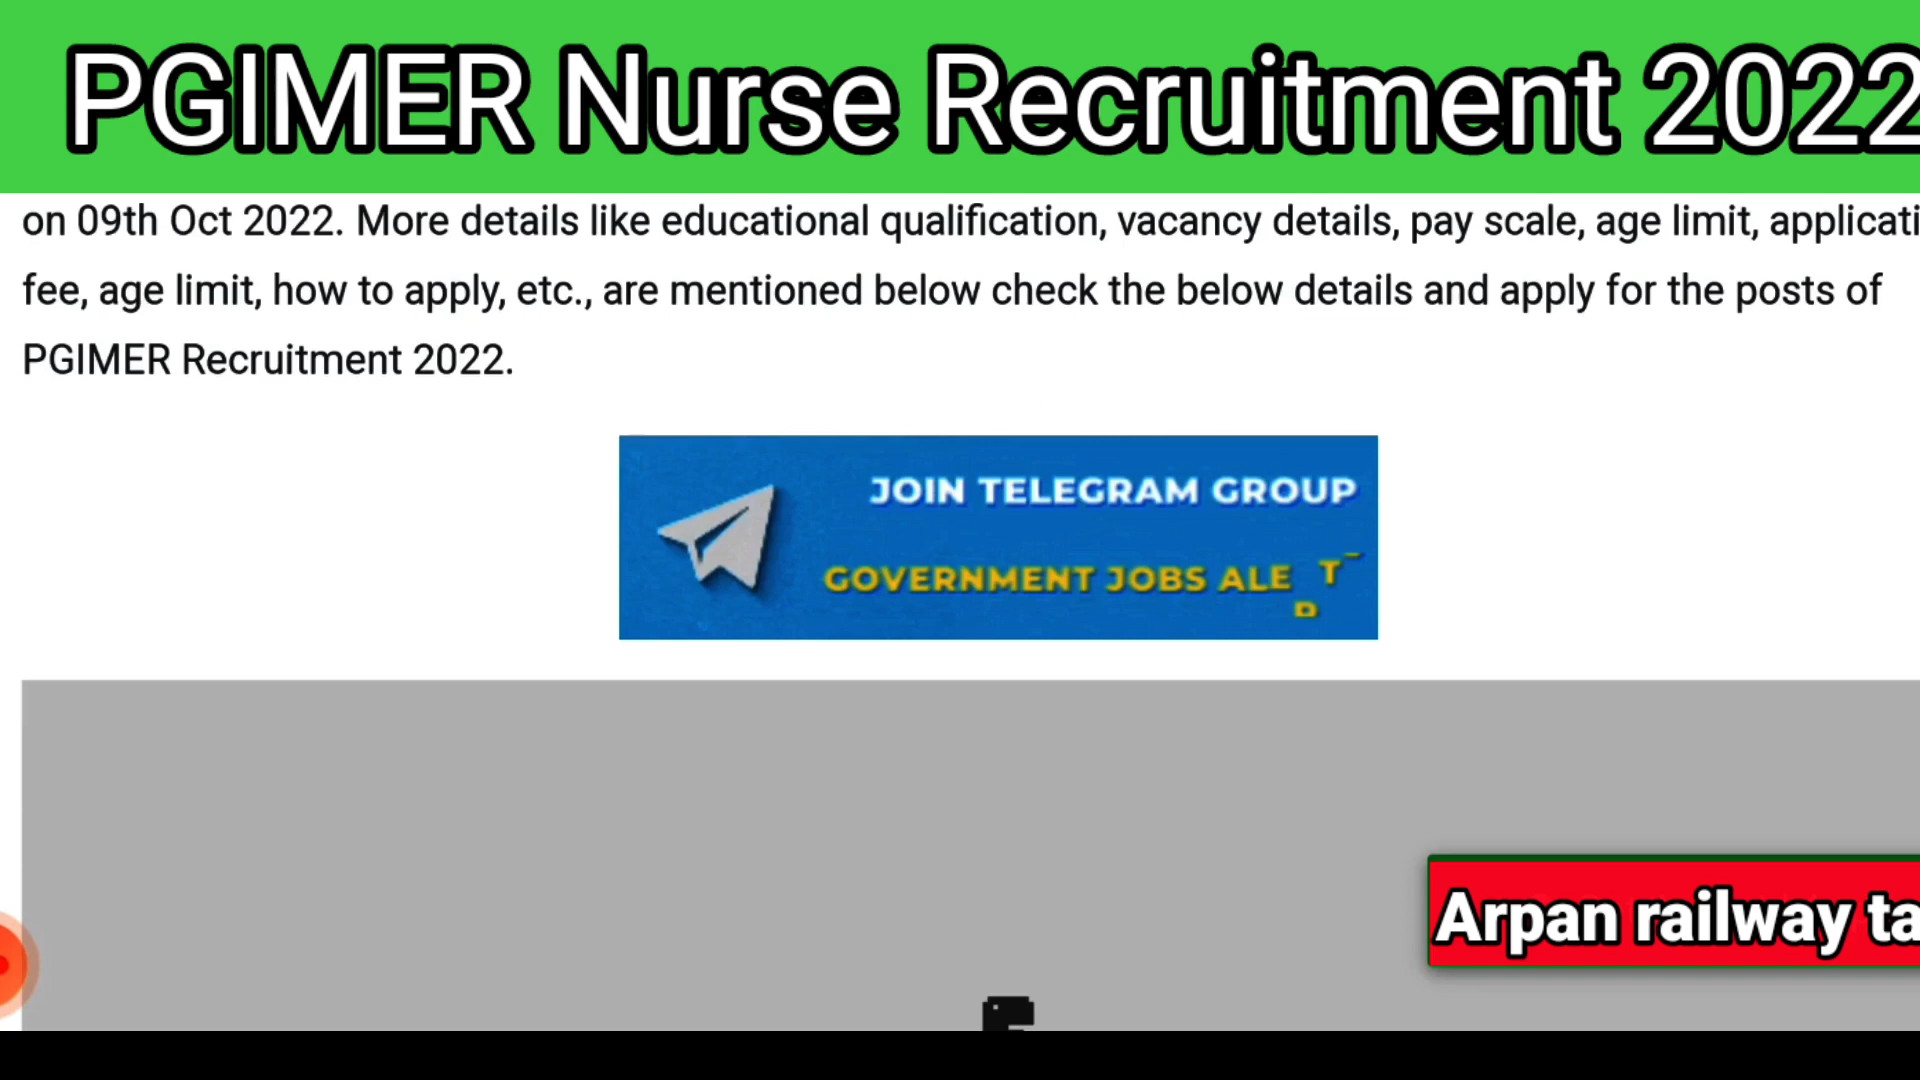 PGIMER Nurse Recruitment 2022
on 09th Oct 2022. More details like educational qualification, vacancy details, pay scale, age limit, applicati
fee, age limit, how to apply, etc., are mentioned below check the below details and apply for the posts of
PGIMER Recruitment 2022.
JOIN TELEGRAM GROUP
GOVERNMENT JOBS ALE T
Arpan railway ta